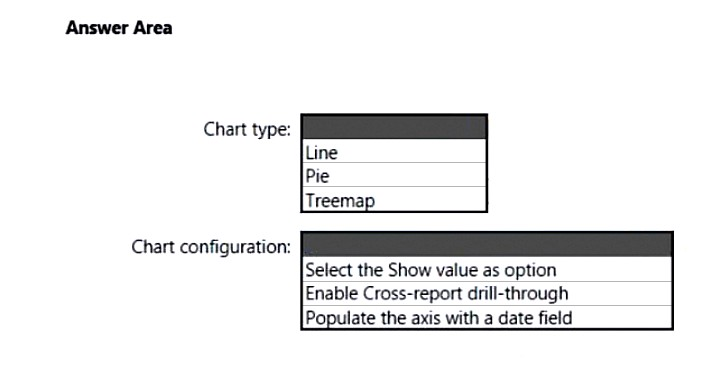 Answer Area
Chart type:
Line
Pie
Treemap
Chart configuration:
Select the Show value as option
Enable Cross-report drill-through
Populate the axis with a date field